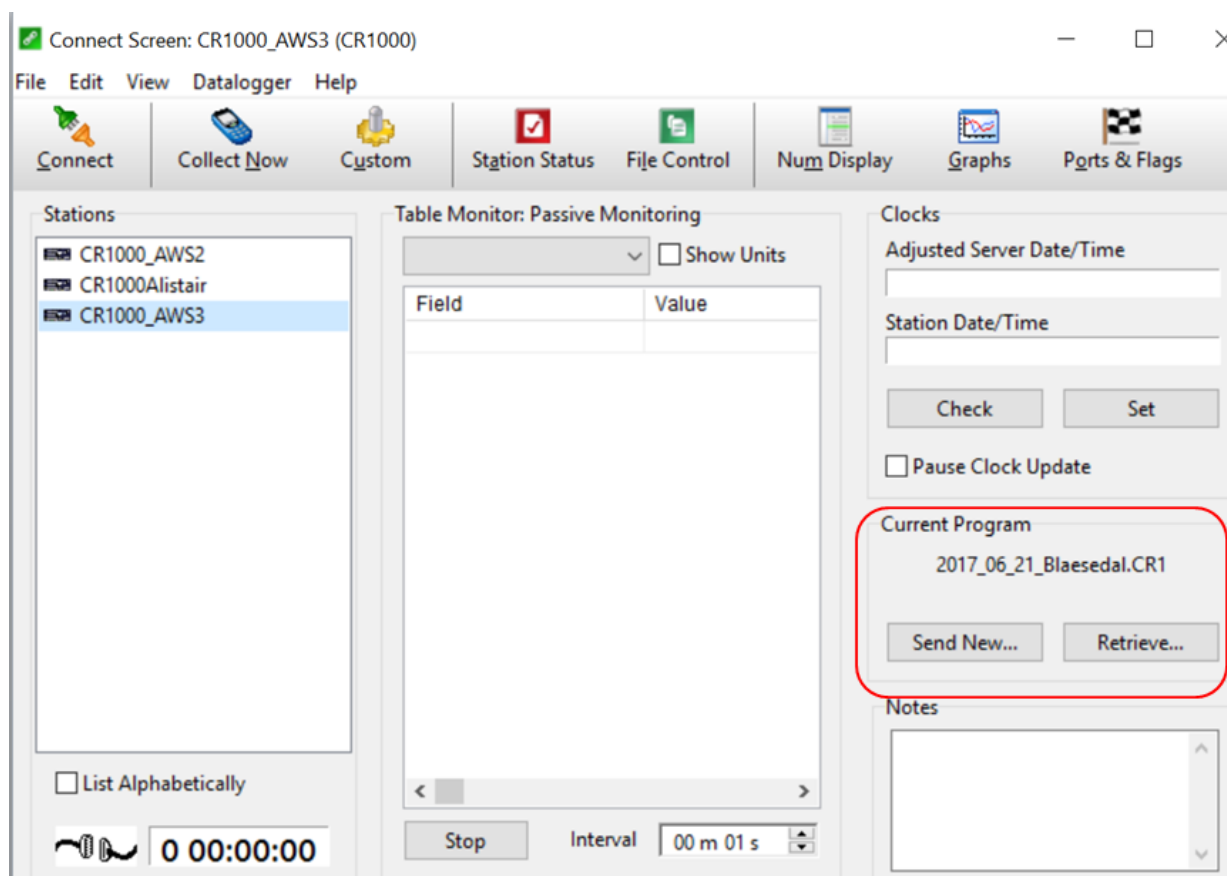 Connect Screen: CR1000_AWS3 (CR1000)
File Edit View Datalogger Help
Connect Collect Now Custom Station Status File Control Num Display Graphs Ports & Flags
Stations
CR1000_AWS2
CR1000Alistair
CR1000_AWS3
List Alphabetically
0 00:00:00
Table Monitor: Passive Monitoring
Show Units
Field Value
Stop Interval 00 m 01 s
Clocks
Adjusted Server Date/Time
Station Date/Time
Check Set
Pause Clock Update
Current Program
2017_06_21_Blaesedal.CR1
Send New... Retrieve...
Notes